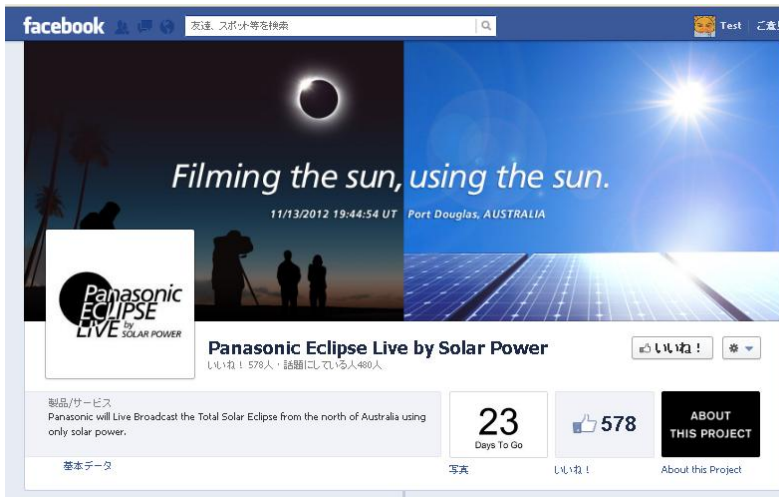 facebook
友達、スポット等を検索
Test
ご意見
Filming the sun, using the sun.
11/13/2012 19:44:54 UT Port Douglas, AUSTRALIA
Panasonic
ECLIPSE
LIVE by
SOLAR POWER
Panasonic Eclipse Live by Solar Power
いいね！ 578人・話題にしている人480人
いいね！
製品/サービス
Panasonic will Live Broadcast the Total Solar Eclipse from the north of Australia using
only solar power.
基本データ
23
Days To Go
写真
578
いいね！
ABOUT
THIS PROJECT
About this Project